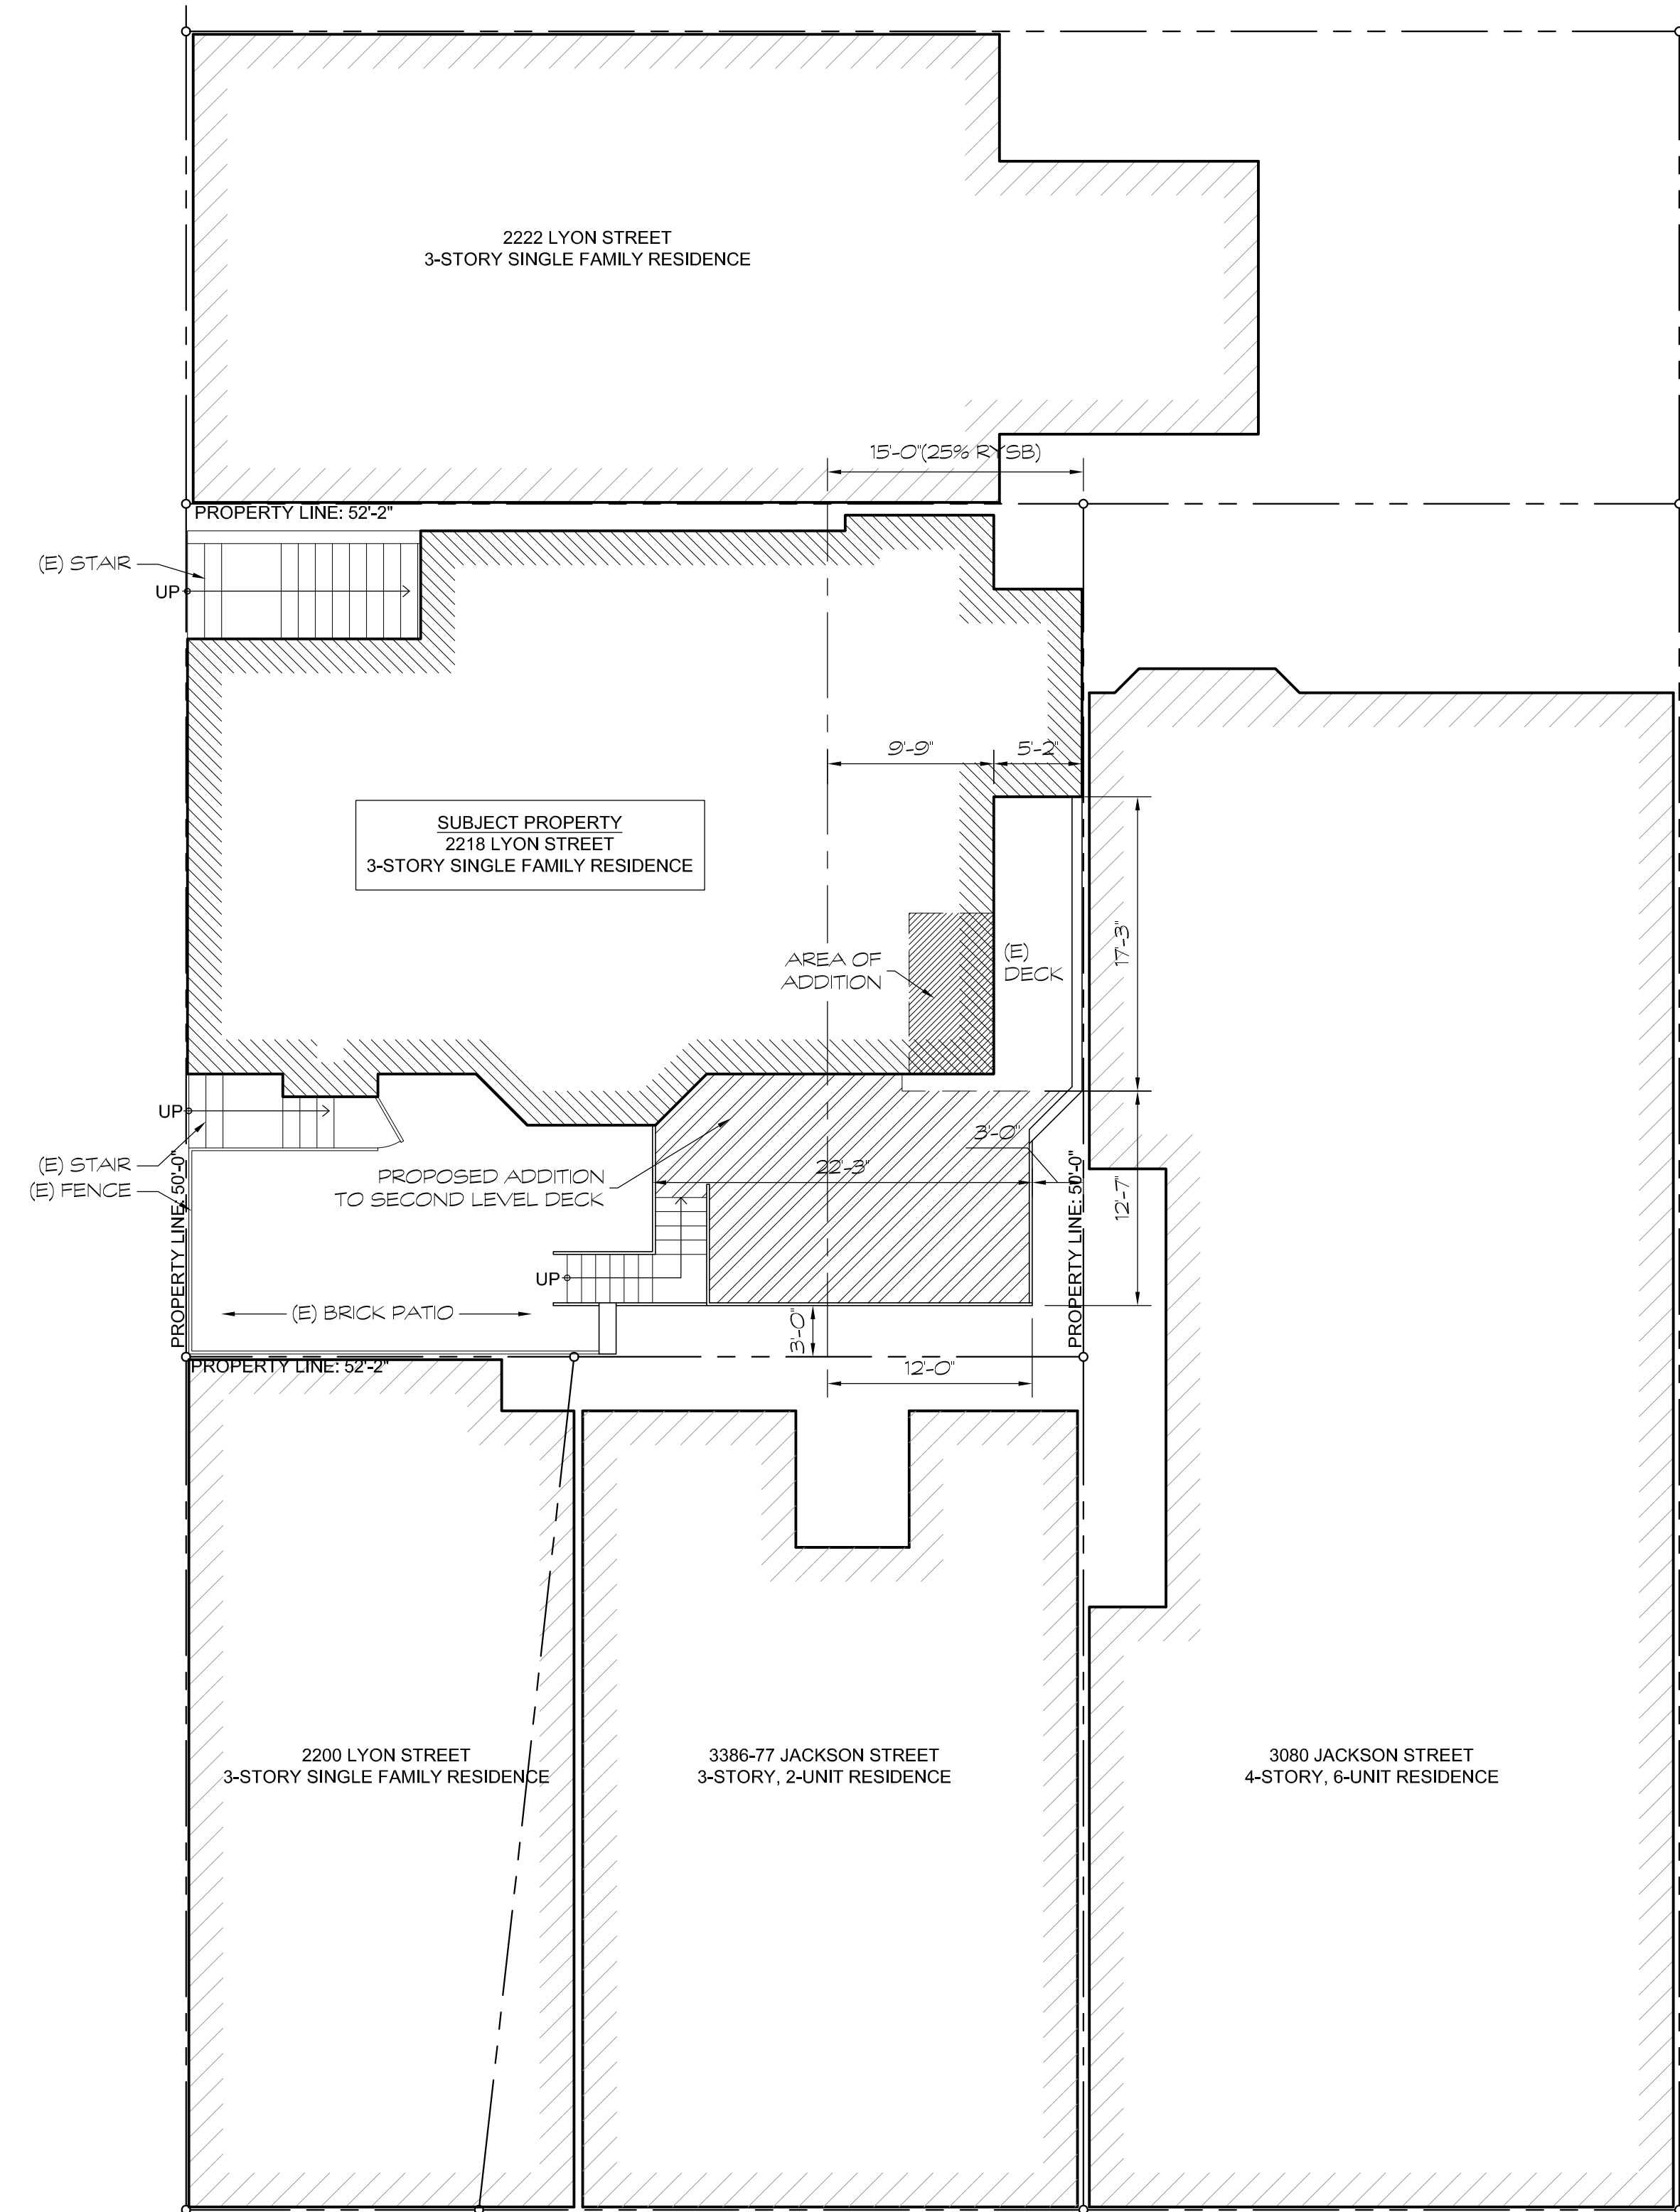 2222 LYON STREET
3-STORY SINGLE FAMILY RESIDENCE
15'-0"(25% RYSB)
PROPERTY LINE: 52'-2"
(E) STAIR
UP
9'-9"
5'-2"
SUBJECT PROPERTY
2218 LYON STREET
3-STORY SINGLE FAMILY RESIDENCE
17'-3"
AREA OF
ADDITION
(E)
DECK
UP
(E) STAIR
(E) FENCE
PROPERTY LINE: 50'-0"
PROPOSED ADDITION
TO SECOND LEVEL DECK
22'-3"
3'-0"
PROPERTY LINE: 50'-0"
12'-7"
UP
(E) BRICK PATIO
3'-0"
PROPERTY LINE: 52'-2"
12'-0"
2200 LYON STREET
3-STORY SINGLE FAMILY RESIDENCE
3386-77 JACKSON STREET
3-STORY, 2-UNIT RESIDENCE
3080 JACKSON STREET
4-STORY, 6-UNIT RESIDENCE